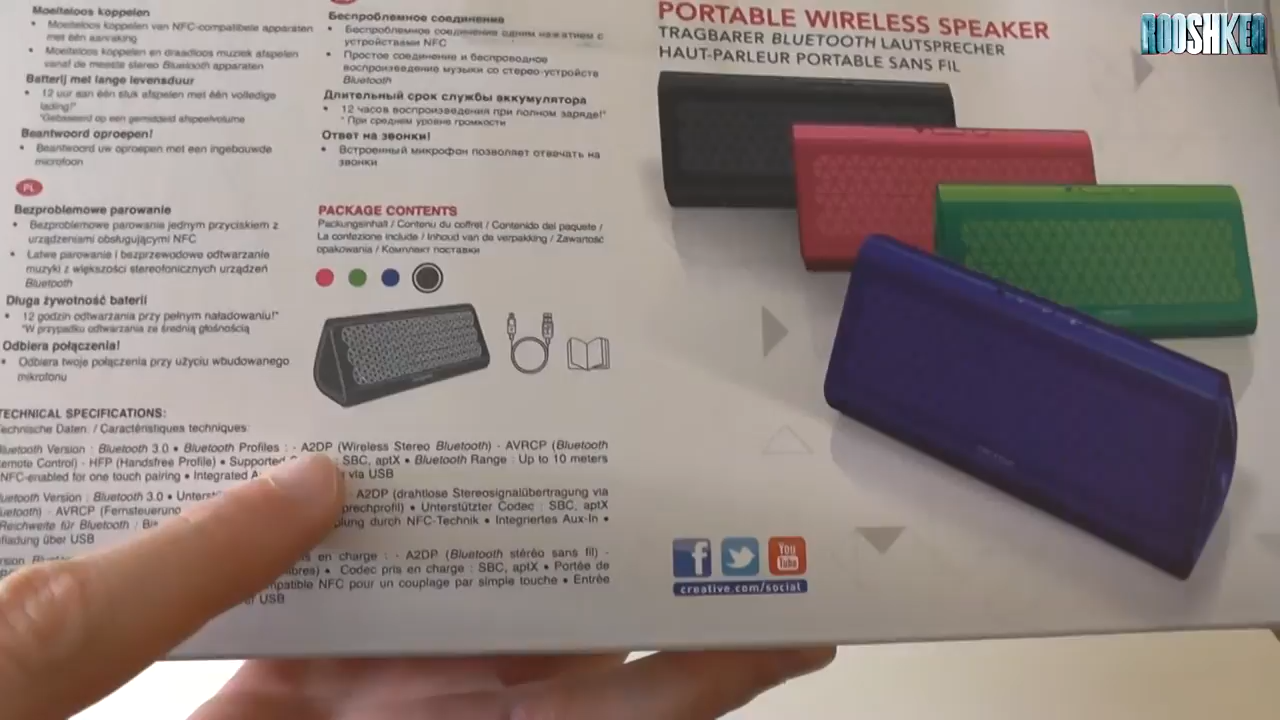 Moeiteloos koppelen
• Moeiteloos koppelen van NFC-compatibele apparaten
met één aanraking
• Moeiteloos koppelen en draadloos muziek afspelen
vanaf de meeste stereo Bluetooth apparaten
Batterij met lange levensduur
• 12 uur aan één stuk afspelen met één volledige
lading!*
*Gebaseerd op een gemiddeld afspeelvolume
Beantwoord oproepen!
• Beantwoord uw oproepen met een ingebouwde
microfoon
PL
Bezproblemowe parowanie
• Bezproblemowe parowanie jednym przyciskiem z
urządzeniami obsługującymi NFC
• Łatwe parowanie i bezprzewodowe odtwarzanie
muzyki z większości stereofonicznych urządzeń
Bluetooth
Długa żywotność baterii
• 12 godzin odtwarzania przy pełnym naładowaniu!*
*W przypadku odtwarzania ze średnią głośnością
Odbiera połączenia!
• Odbiera twoje połączenia przy użyciu wbudowanego
mikrofonu
Беспроблемное соединение
• Беспроблемное соединение одним нажатием с
устройствами NFC
• Простое соединение и беспроводное
воспроизведение музыки со стерео-устройств
Bluetooth
Длительный срок службы аккумулятора
• 12 часов воспроизведения при полном заряде!*
* При среднем уровне громкости
Ответ на звонки!
• Встроенный микрофон позволяет отвечать на
звонки
PACKAGE CONTENTS
Packungsinhalt / Contenu du coffret / Contenido del paquete /
La confezione include / Inhoud van de verpakking / Zawartość
opakowania / Комплект поставки
TECHNICAL SPECIFICATIONS:
Technische Daten: / Caractéristiques techniques:
Bluetooth Version : Bluetooth 3.0 • Bluetooth Profiles : - A2DP (Wireless Stereo Bluetooth) - AVRCP (Bluetooth
Remote Control) - HFP (Handsfree Profile) • Supported : SBC, aptX • Bluetooth Range : Up to 10 meters
NFC-enabled for one touch pairing • Integrated via USB
Bluetooth Version : Bluetooth 3.0 • - A2DP (drahtlose Stereosignalübertragung via
Bluetooth) - AVRCP (Fernsteuerung • Unterstützter Codec : SBC, aptX
Reichweite für Bluetooth : durch NFC-Technik • Integriertes Aux-In •
über USB
en charge : - A2DP (Bluetooth stéréo sans fil) -
• Codec pris en charge : SBC, aptX • Portée de
NFC pour un couplage par simple touche • Entrée
USB
PORTABLE WIRELESS SPEAKER
TRAGBARER BLUETOOTH LAUTSPRECHER
HAUT-PARLEUR PORTABLE SANS FIL
f
You
Tube
creative.com/social
ROOSHKER